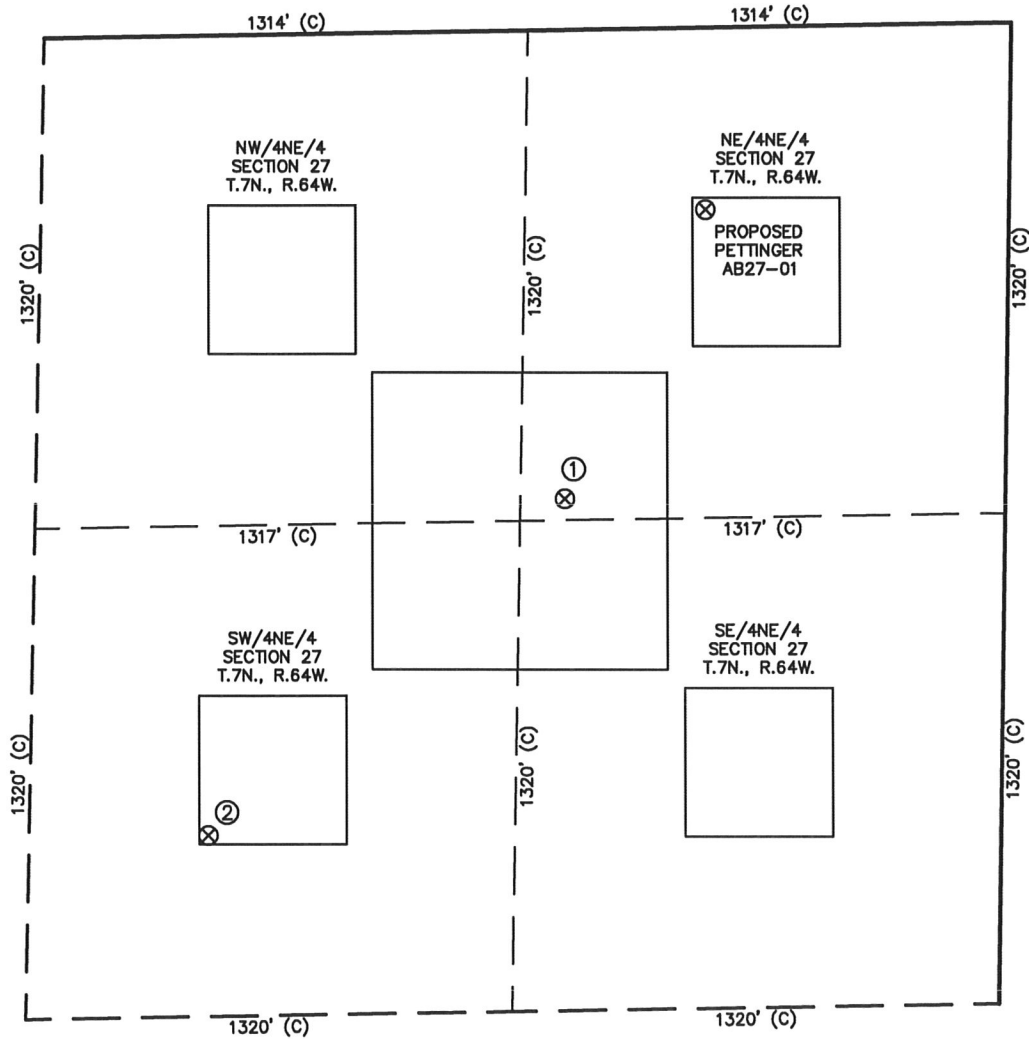 1314' (C)
1314' (C)
NW/4NE/4
SECTION 27
T.7N., R.64W.
NE/4NE/4
SECTION 27
T.7N., R.64W.
PROPOSED
PETTINGER
AB27-01
1320' (C)
1320' (C)
1320' (C)
1
1317' (C)
1317' (C)
SW/4NE/4
SECTION 27
T.7N., R.64W.
SE/4NE/4
SECTION 27
T.7N., R.64W.
1320' (C)
1320' (C)
1320' (C)
2
1320' (C)
1320' (C)